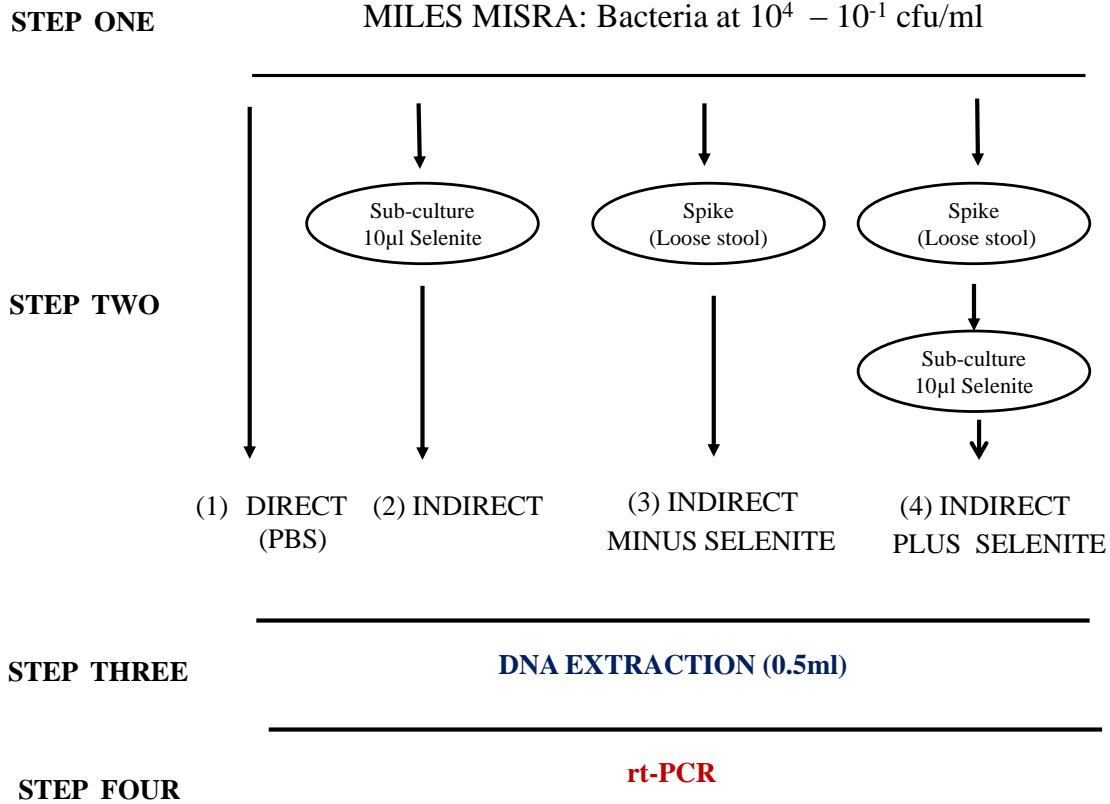 STEP ONE
MILES MISRA: Bacteria at 10⁴ – 10⁻¹ cfu/ml
Sub-culture
10µl Selenite
Spike
(Loose stool)
Spike
(Loose stool)
STEP TWO
Sub-culture
10µl Selenite
(1) DIRECT
(PBS)
(2) INDIRECT
(3) INDIRECT
MINUS SELENITE
(4) INDIRECT
PLUS SELENITE
STEP THREE
DNA EXTRACTION (0.5ml)
STEP FOUR
rt-PCR